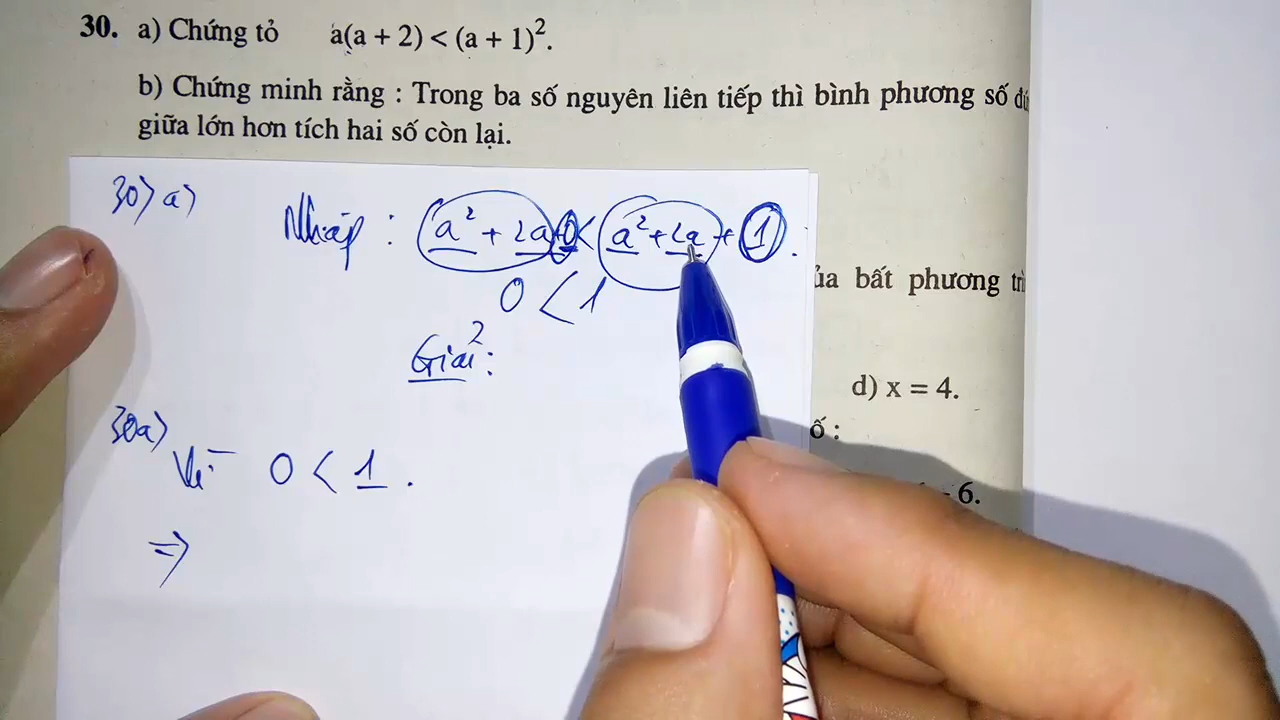 30. a) Chứng tỏ a(a + 2) < (a + 1)².
b) Chứng minh rằng : Trong ba số nguyên liên tiếp thì bình phương số
giữa lớn hơn tích hai số còn lại.
30) a) Nháp : a² + 2a + 0 < a² + 2a + 1.
0 < 1
ủa bất phương
Giải:
d) x = 4.
30a)
ố :
Vì 0 < 1.
6.
=>